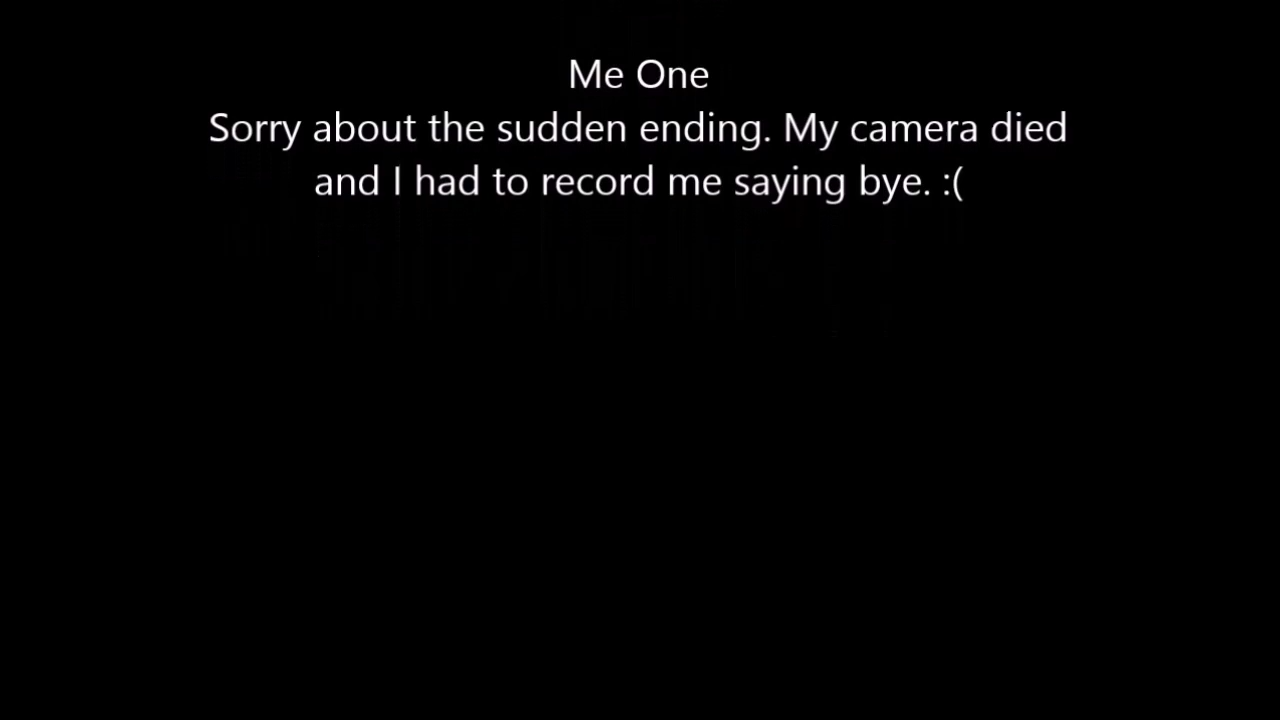 Me One
Sorry about the sudden ending. My camera died
and I had to record me saying bye. :(